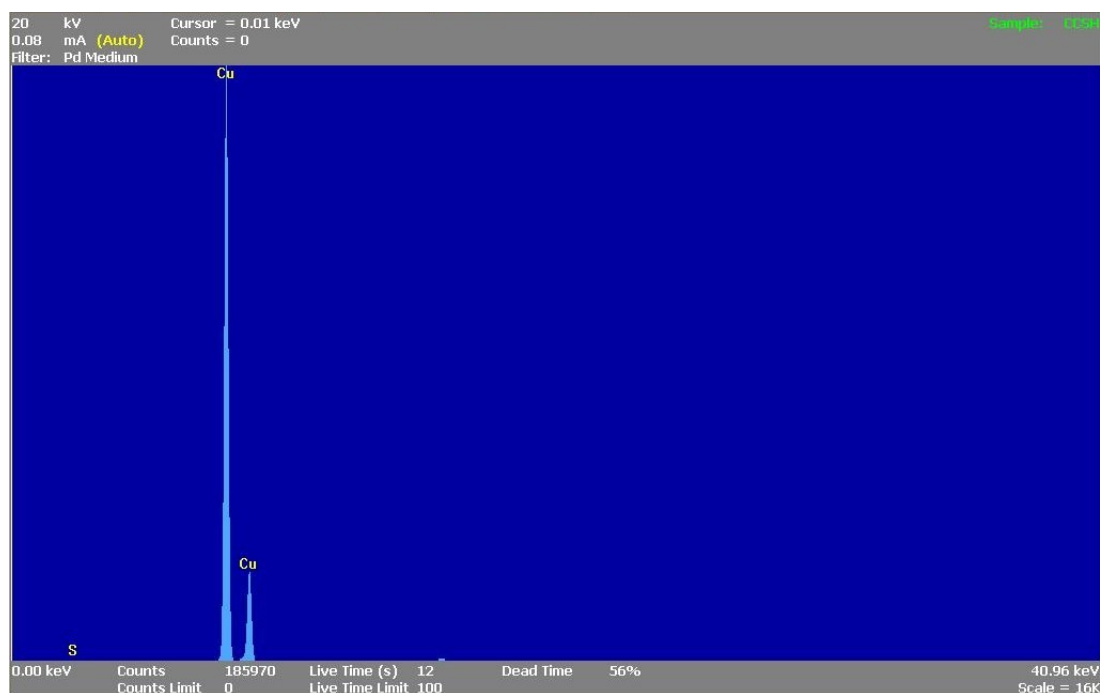 20 kV Cursor = 0.01 keV Sample: CCSH
0.08 mA (Auto) Counts = 0
Filter: Pd Medium
Cu
Cu
S
0.00 keV Counts 185970 Live Time (s) 12 Dead Time 56% 40.96 keV
Counts Limit 0 Live Time Limit 100 Scale = 16K